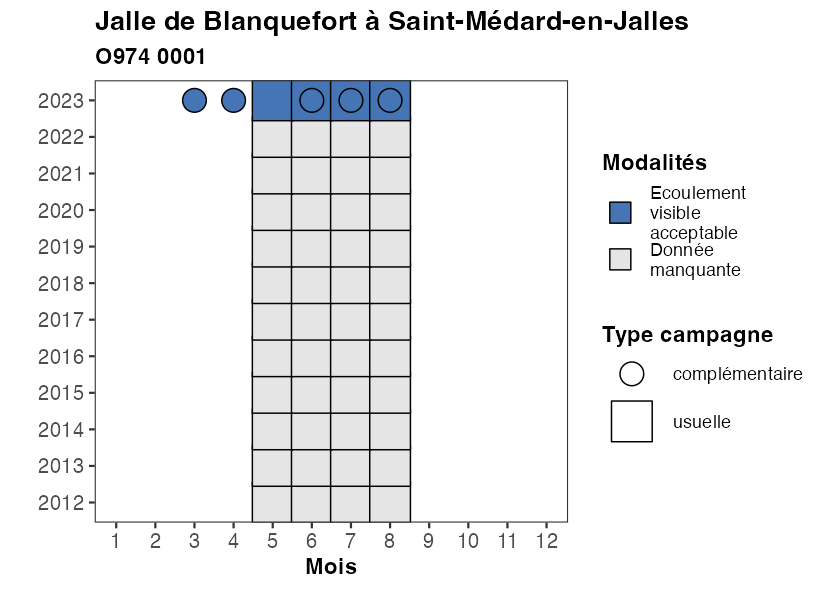 Jalle de Blanquefort à Saint-Médard-en-Jalles
O974 0001
2023
2022
2021
2020
2019
2018
2017
2016
2015
2014
2013
2012
1 2 3 4 5 6 7 8 9 10 11 12
Mois
Modalités
Ecoulement
visible
acceptable
Donnée
manquante
Type campagne
complémentaire
usuelle